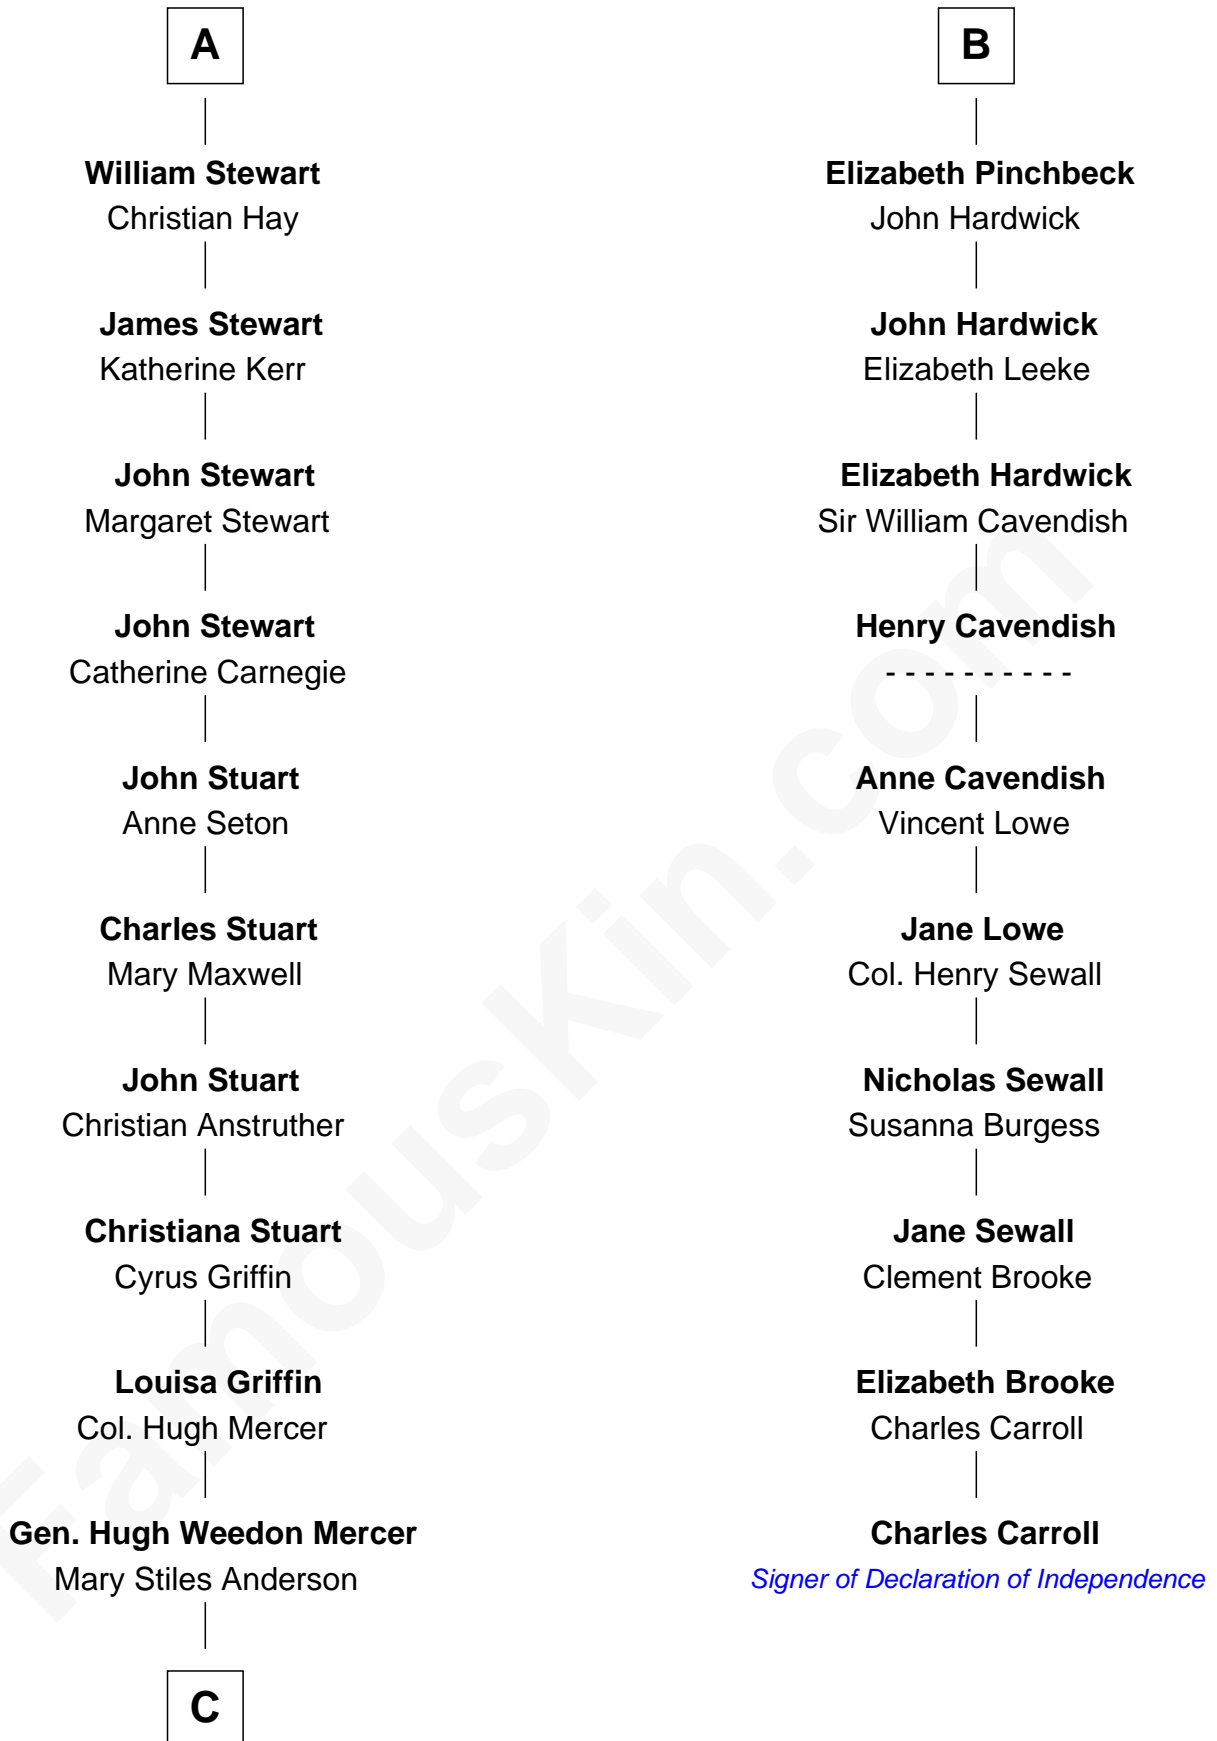 A
William Stewart
Christian Hay
James Stewart
Katherine Kerr
John Stewart
Margaret Stewart
John Stewart
Catherine Carnegie
John Stuart
Anne Seton
Charles Stuart
Mary Maxwell
John Stuart
Christian Anstruther
Christiana Stuart
Cyrus Griffin
Louisa Griffin
Col. Hugh Mercer
Gen. Hugh Weedon Mercer
Mary Stiles Anderson
C
B
Elizabeth Pinchbeck
John Hardwick
John Hardwick
Elizabeth Leeke
Elizabeth Hardwick
Sir William Cavendish
Henry Cavendish
- - - - - - - - - -
Anne Cavendish
Vincent Lowe
Jane Lowe
Col. Henry Sewall
Nicholas Sewall
Susanna Burgess
Jane Sewall
Clement Brooke
Elizabeth Brooke
Charles Carroll
Charles Carroll
Signer of Declaration of Independence
FamousKin.com